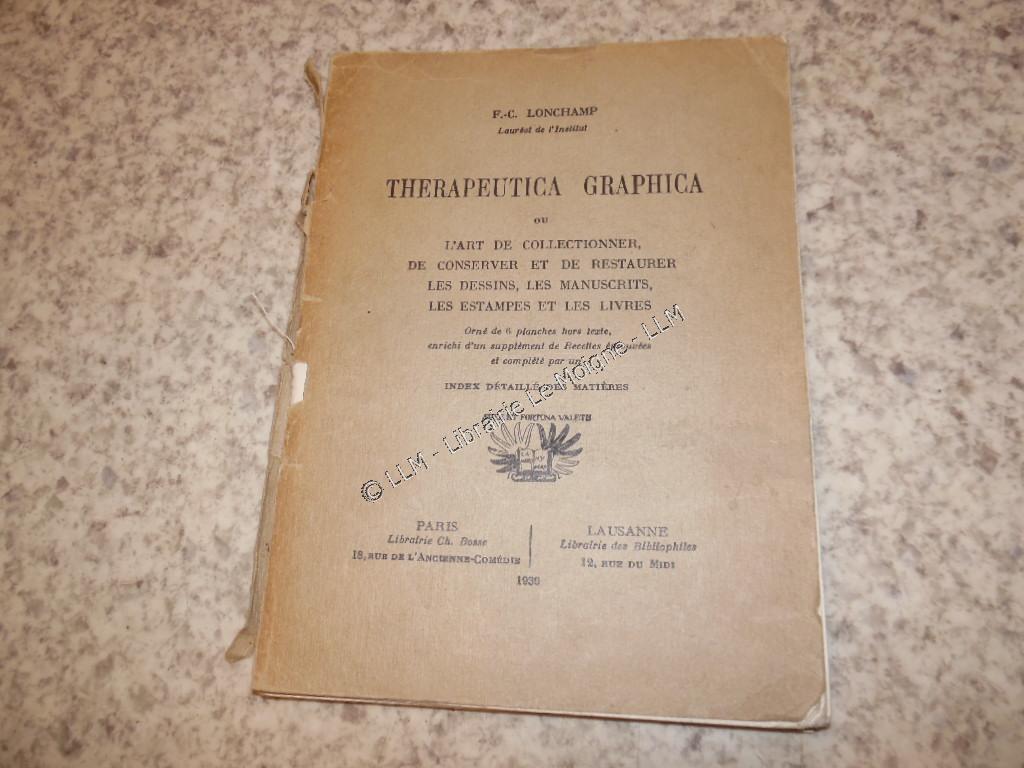 F.-C. LONCHAMP
Lauréat de l'Institut
THERAPEUTICA GRAPHICA
OU
L'ART DE COLLECTIONNER,
DE CONSERVER ET DE RESTAURER
LES DESSINS, LES MANUSCRITS,
LES ESTAMPES ET LES LIVRES
Orné de 6 planches hors texte,
enrichi d'un supplément de Recettes
et complété par un
INDEX DÉTAILLÉ DES MATIÈRES
FORTUNA VALETE
© LLM - Librairie Le Moigne - LLM
PARIS
Librairie Ch. Bosse
18, RUE DE L'ANCIENNE-COMÉDIE
LAUSANNE
Librairie des Bibliophiles
12, RUE DU MIDI
1930